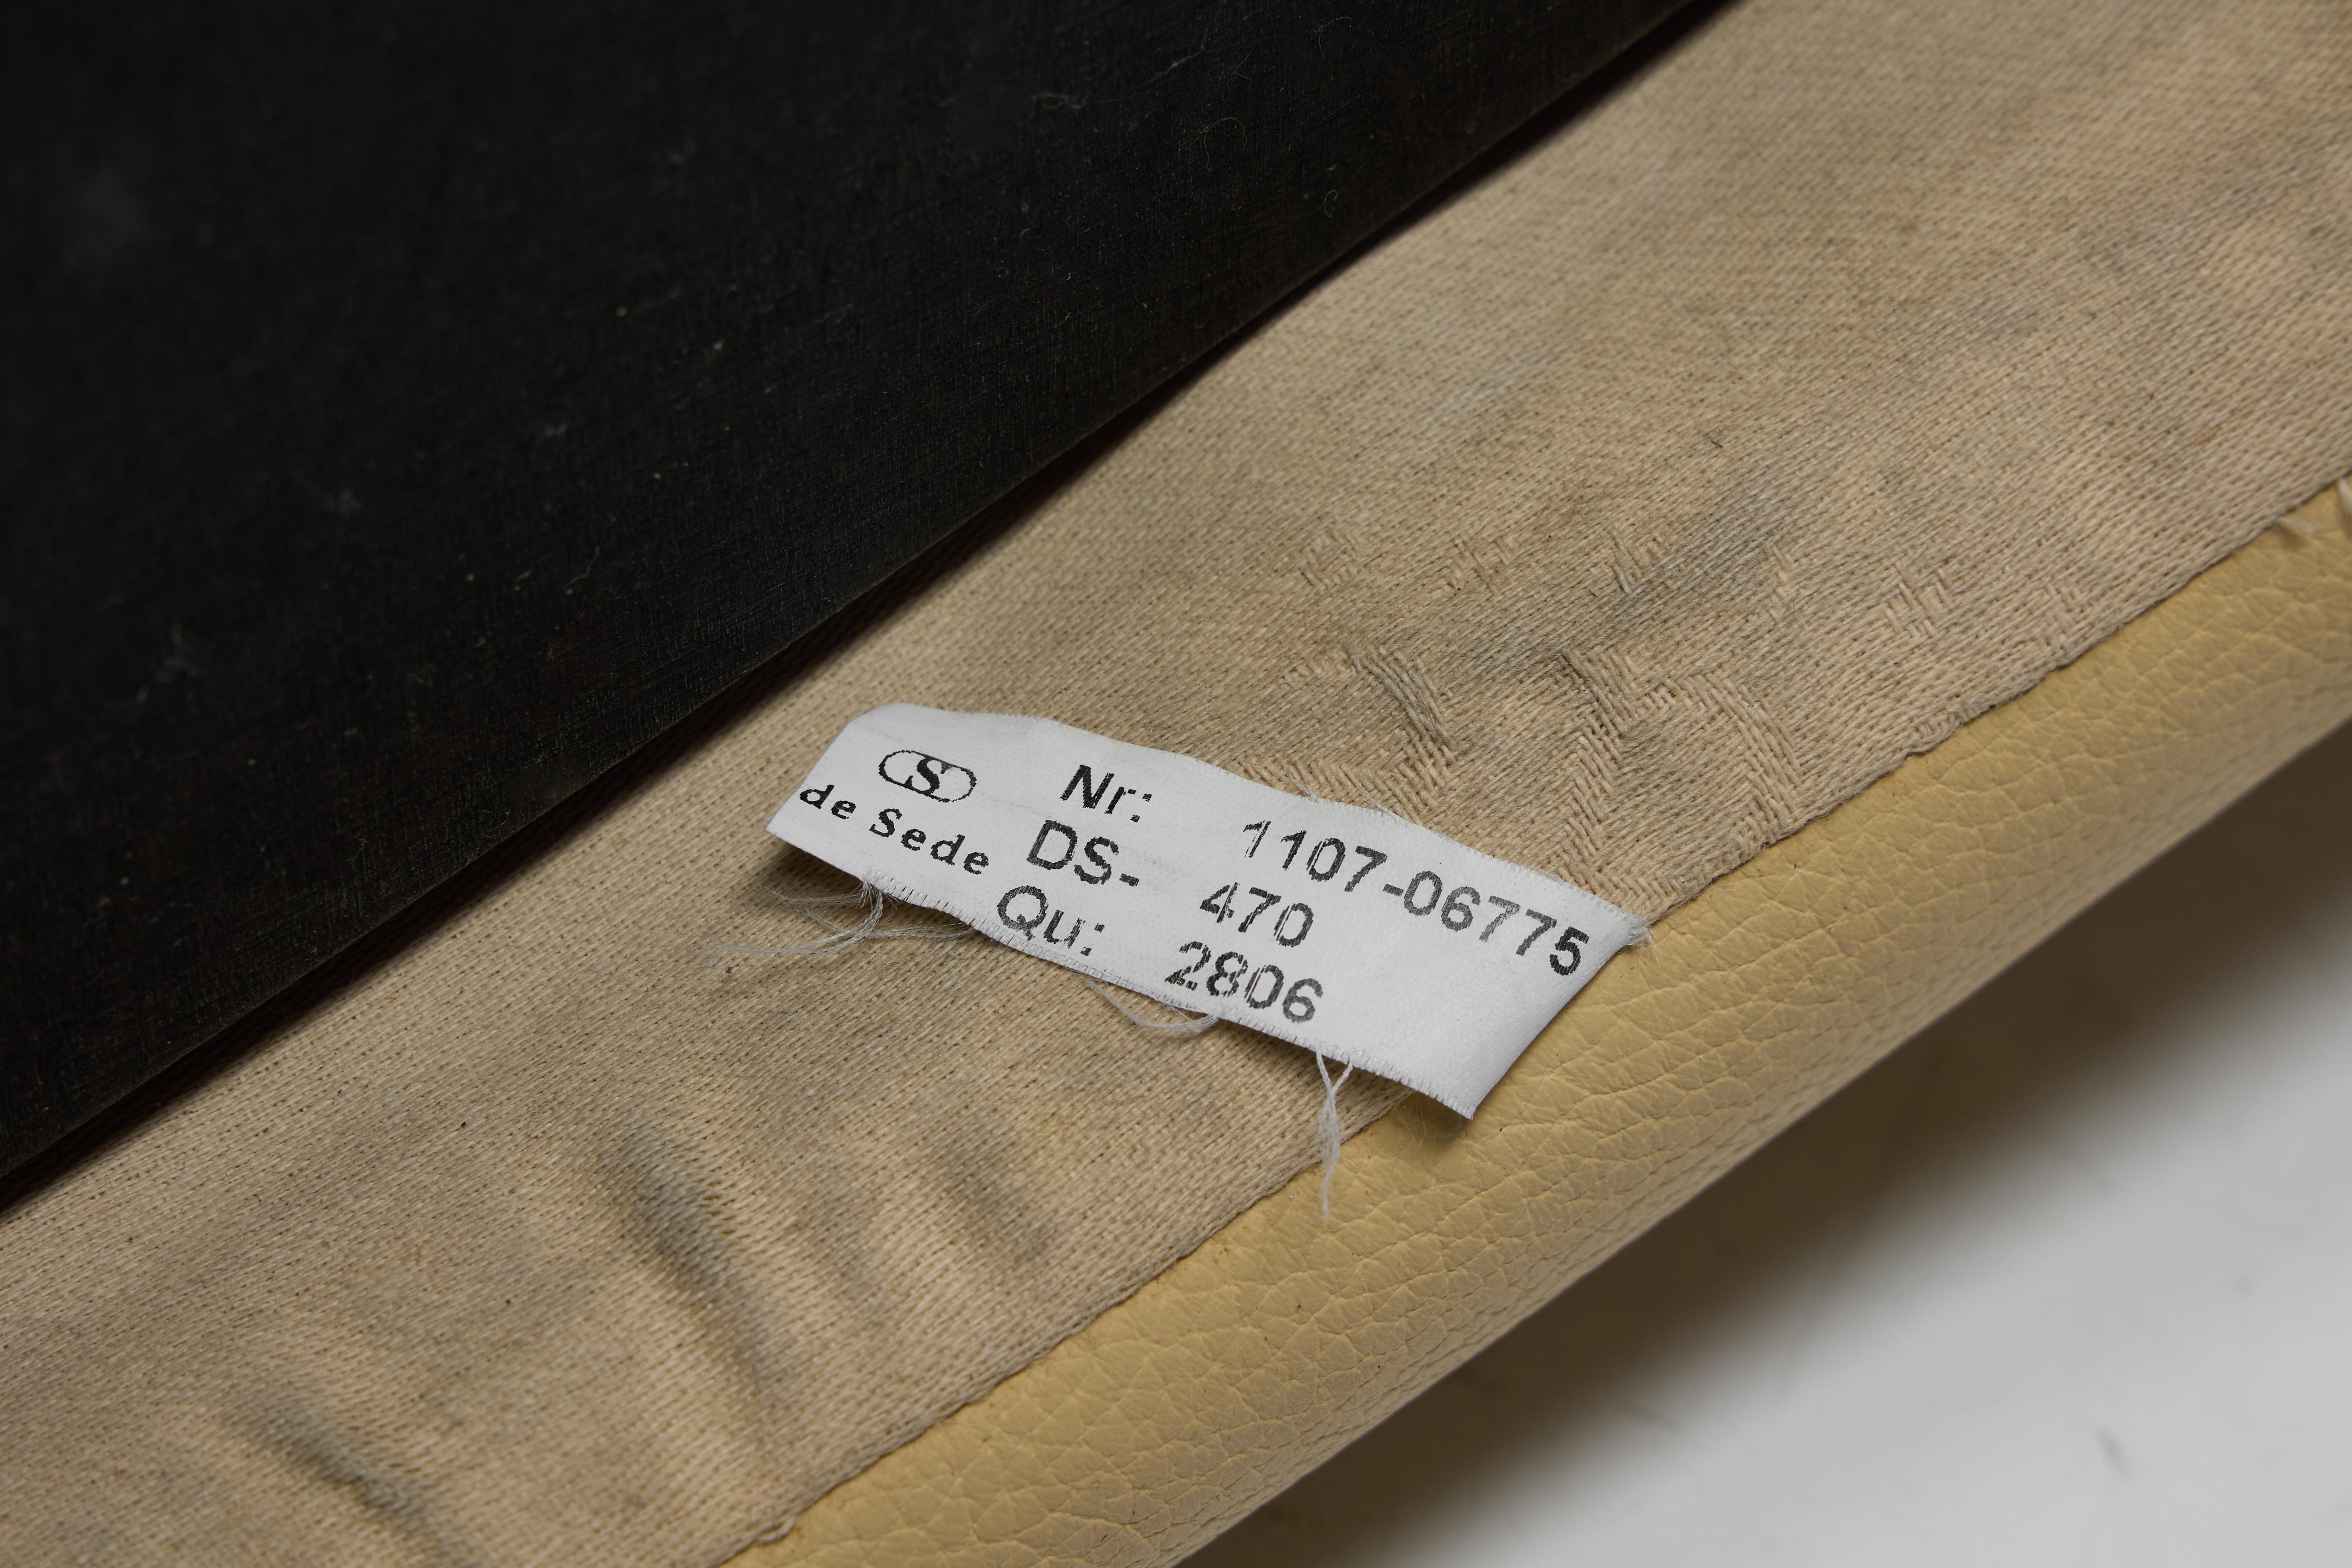 S
de Sede
Nr: 1107-06775
DS- 470
Qu: 2806